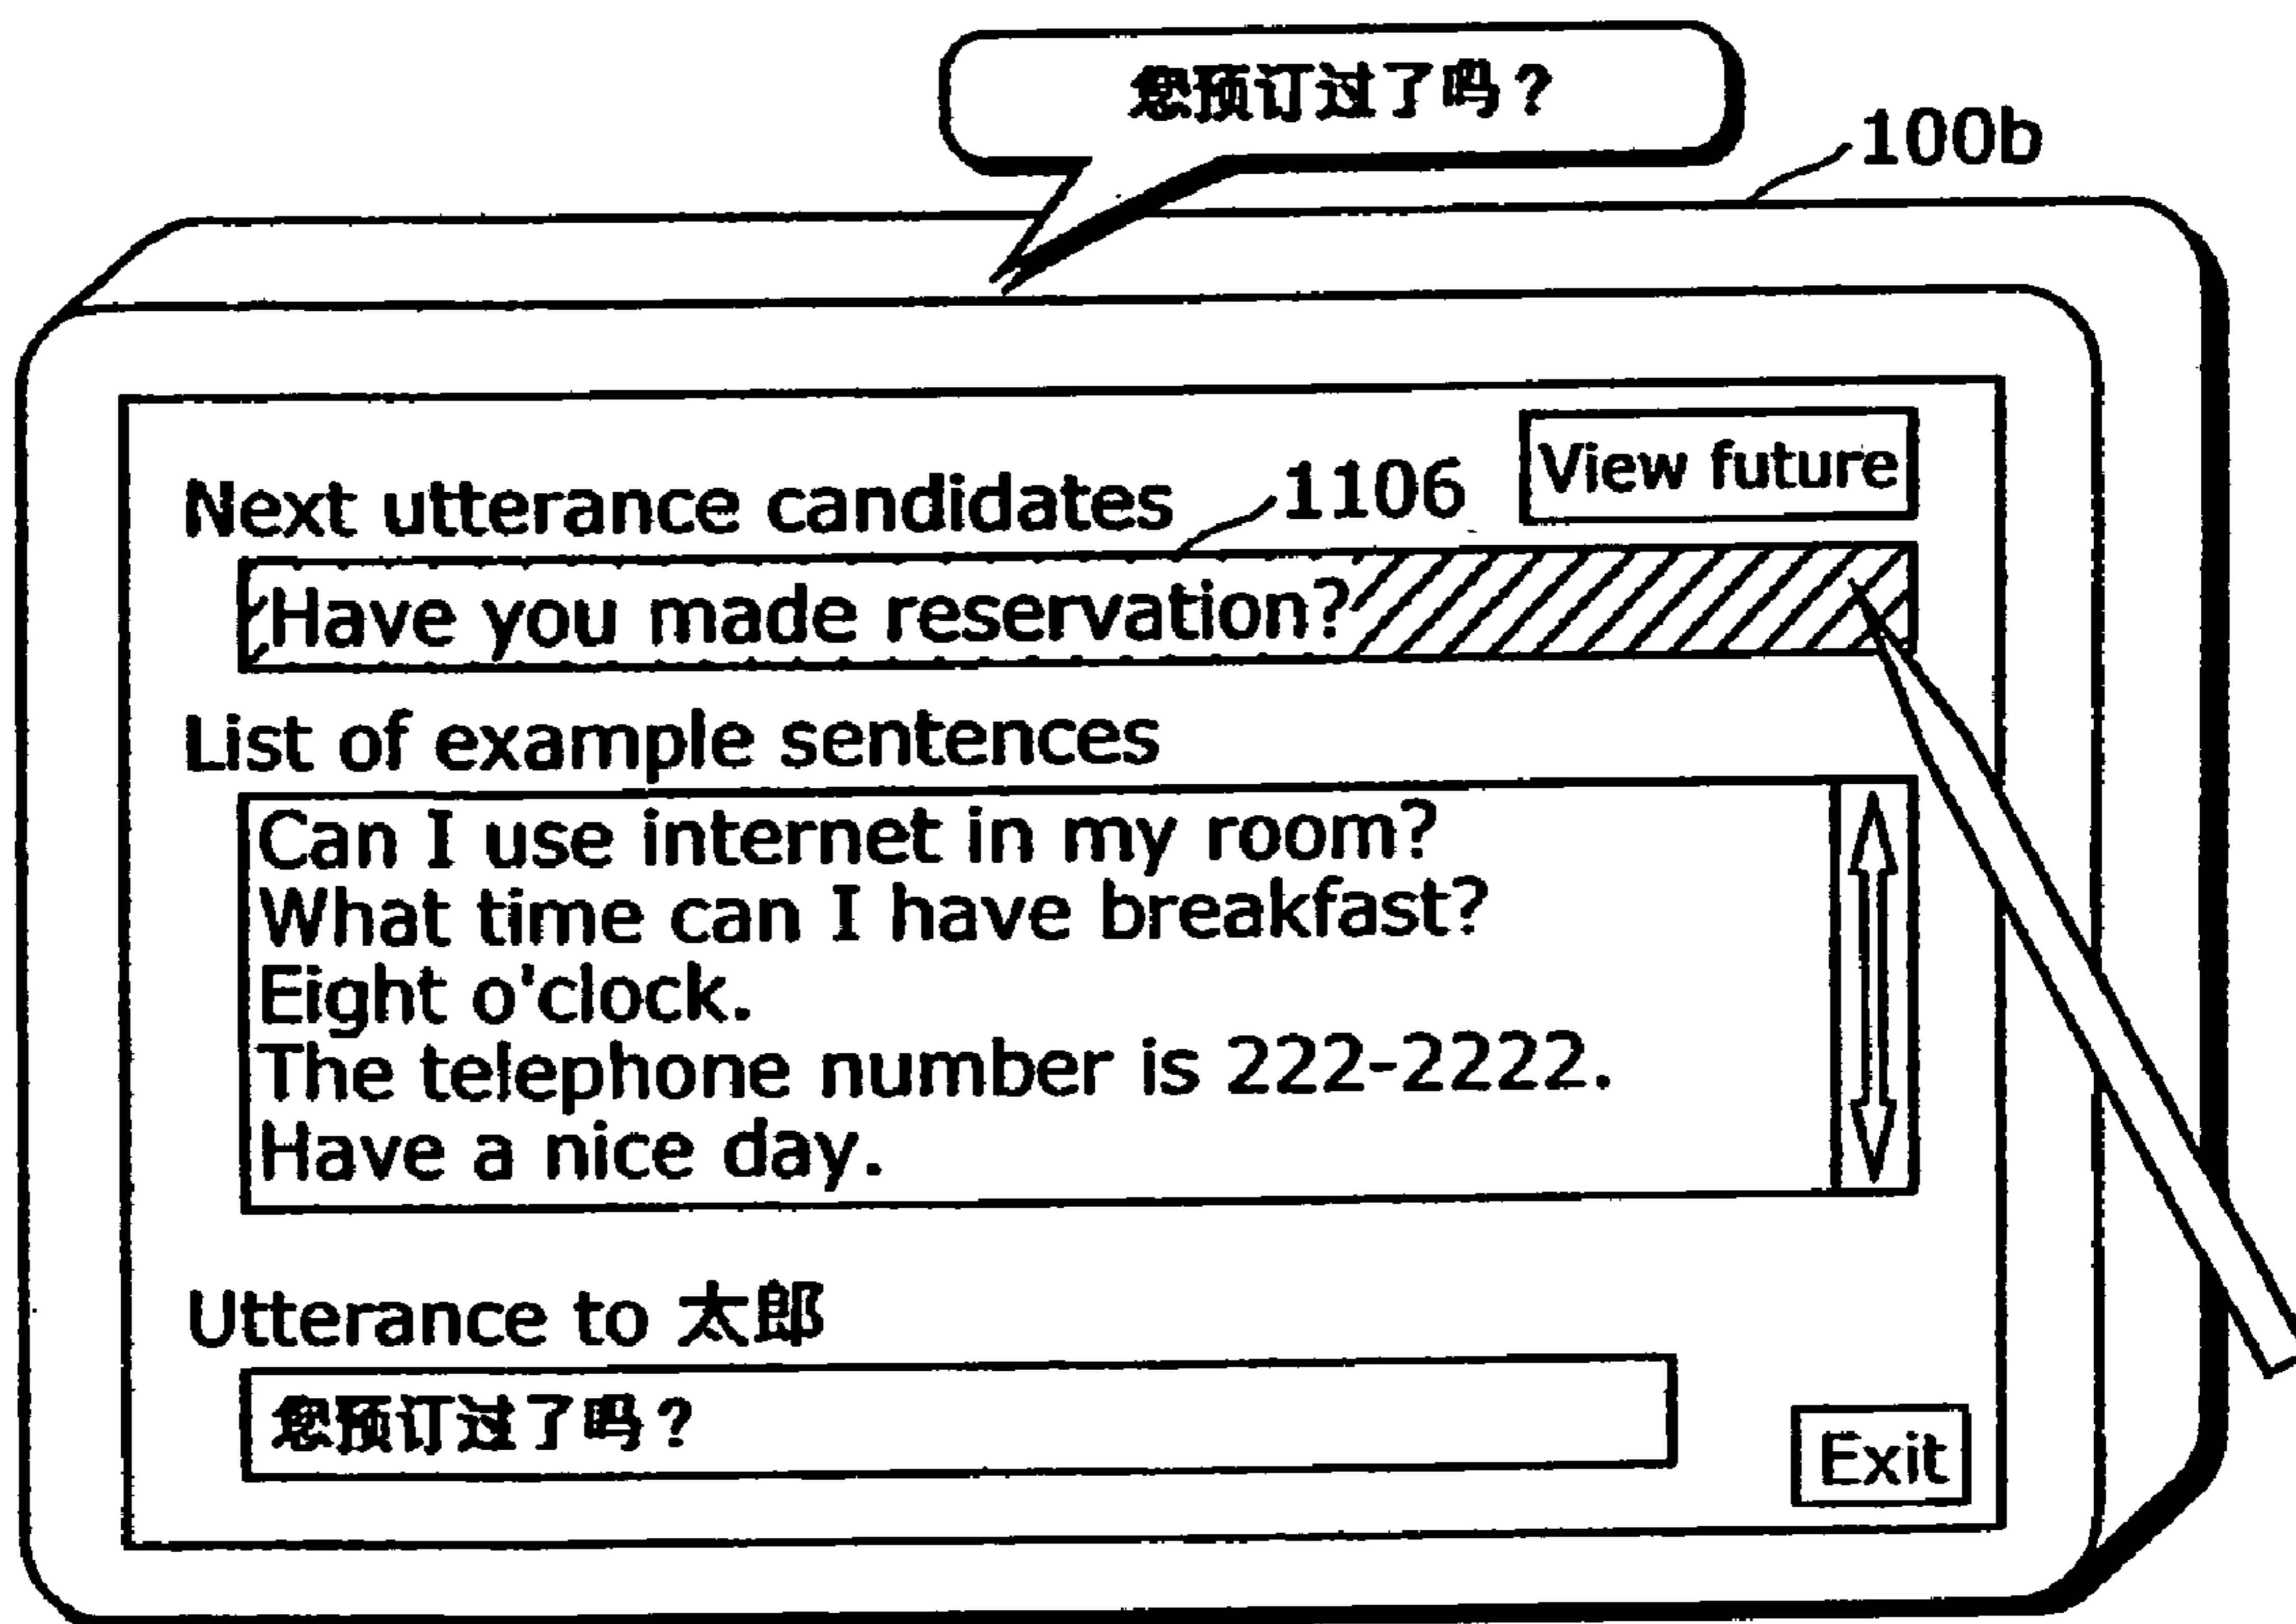 您预订过了吗？
100b
View future
Next utterance candidates
1106
Have you made reservation?
List of example sentences
Can I use internet in my room?
What time can I have breakfast?
Eight o'clock.
The telephone number is 222-2222.
Have a nice day.
Utterance to 太郎
您预订过了吗？
Exit